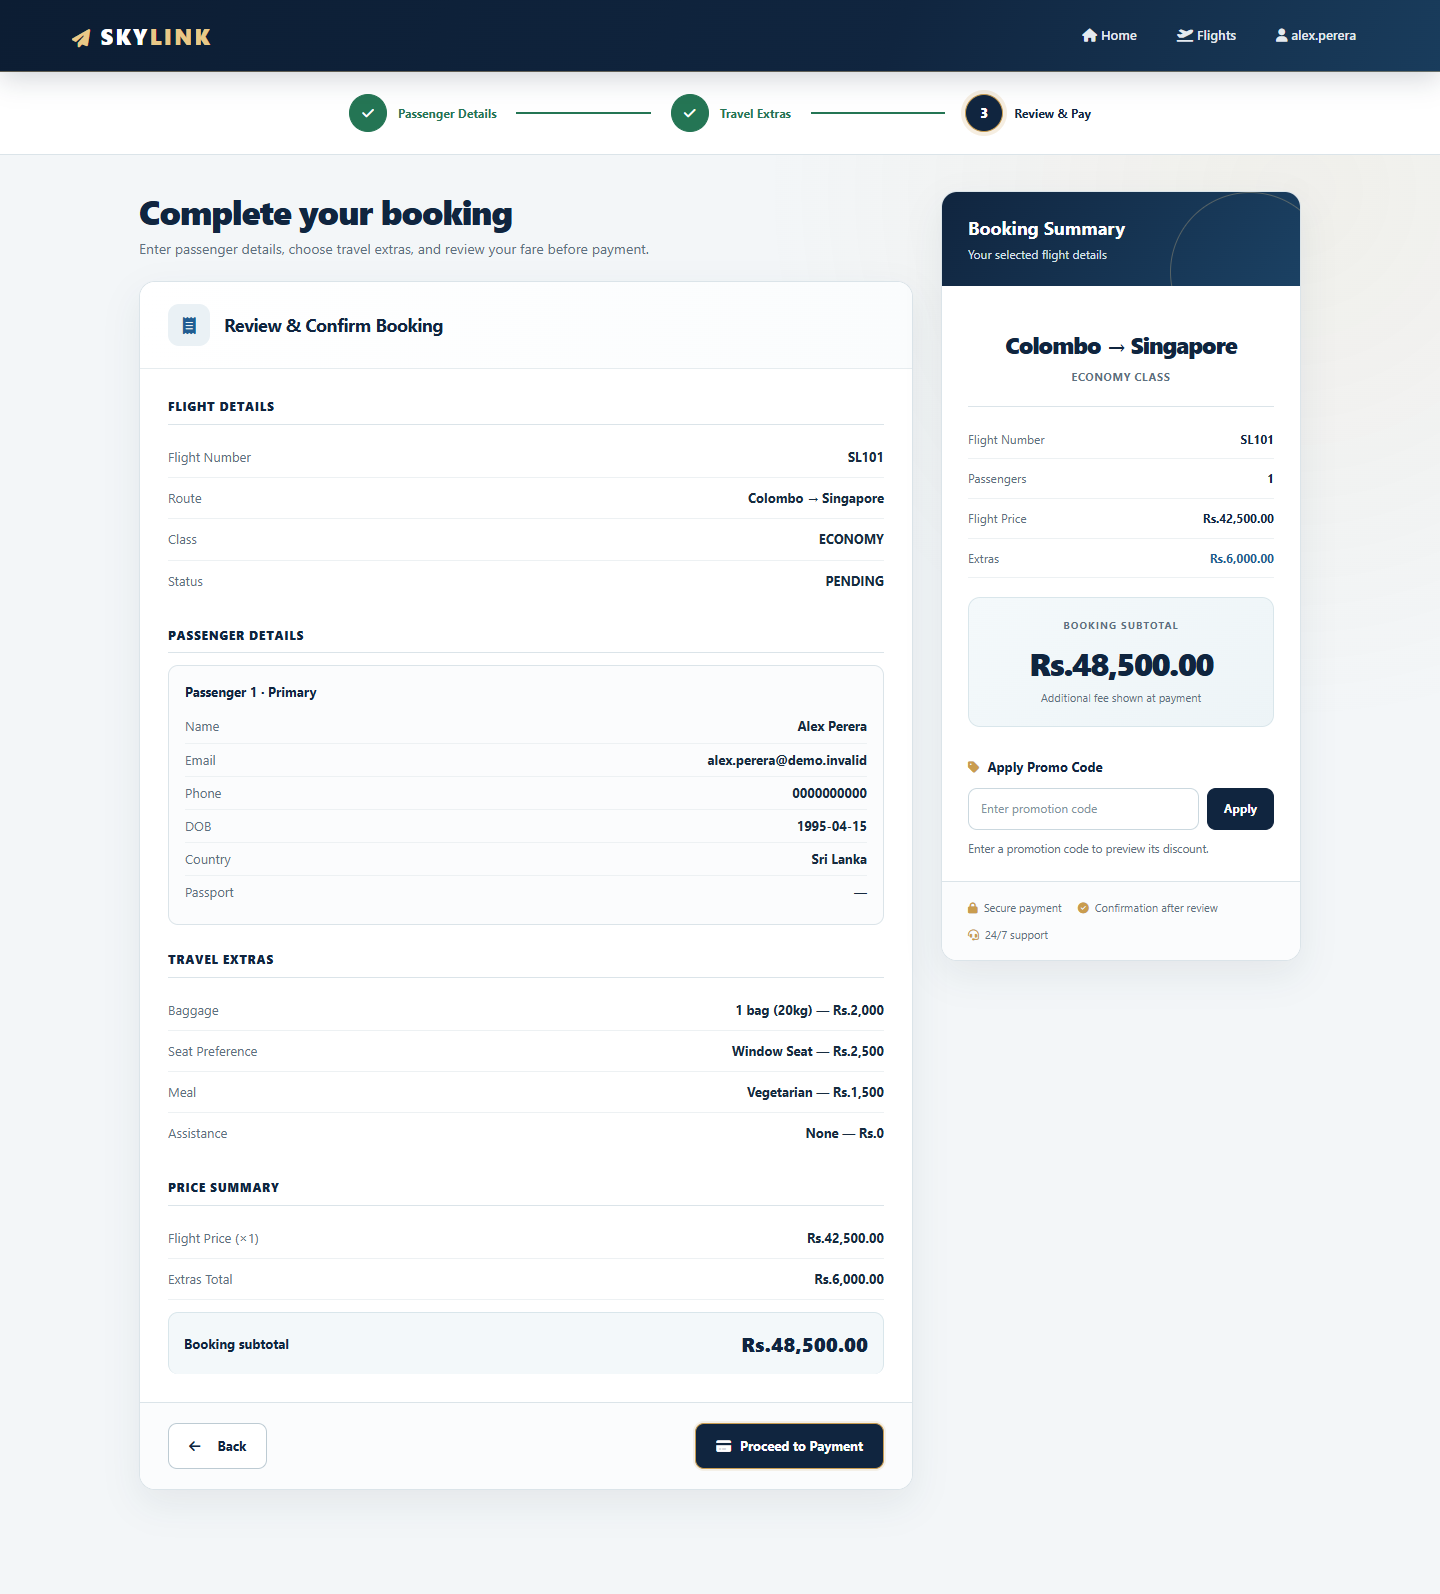 SKYLINK
Home
Flights
alex.perera
Passenger Details
Travel Extras
3
Review & Pay
Complete your booking
Enter passenger details, choose travel extras, and review your fare before payment.
Review & Confirm Booking
FLIGHT DETAILS
Flight Number SL101
Route Colombo → Singapore
Class ECONOMY
Status PENDING
PASSENGER DETAILS
Passenger 1 · Primary
Name Alex Perera
Email alex.perera@demo.invalid
Phone 0000000000
DOB 1995-04-15
Country Sri Lanka
Passport —
TRAVEL EXTRAS
Baggage 1 bag (20kg) — Rs.2,000
Seat Preference Window Seat — Rs.2,500
Meal Vegetarian — Rs.1,500
Assistance None — Rs.0
PRICE SUMMARY
Flight Price (×1) Rs.42,500.00
Extras Total Rs.6,000.00
Booking subtotal Rs.48,500.00
Back
Proceed to Payment
Booking Summary
Your selected flight details
Colombo → Singapore
ECONOMY CLASS
Flight Number SL101
Passengers 1
Flight Price Rs.42,500.00
Extras Rs.6,000.00
BOOKING SUBTOTAL
Rs.48,500.00
Additional fee shown at payment
Apply Promo Code
Enter promotion code
Apply
Enter a promotion code to preview its discount.
Secure payment
Confirmation after review
24/7 support